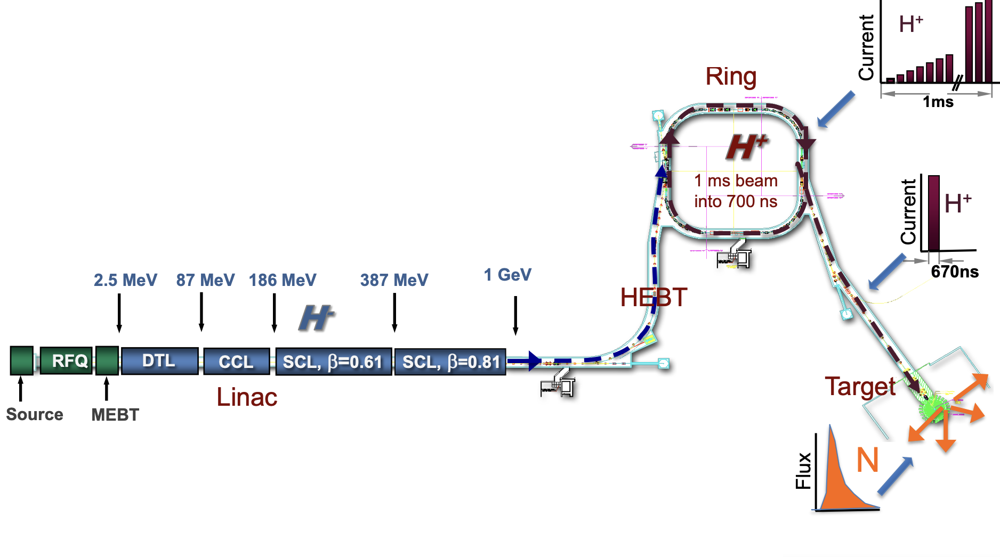 Current
H⁺
1ms
Ring
H⁺
1 ms beam
into 700 ns
Current
H⁺
670ns
2.5 MeV
87 MeV
186 MeV
387 MeV
1 GeV
HEBT
H⁻
RFQ
DTL
CCL
SCL, β=0.61
SCL, β=0.81
Linac
Source
MEBT
Target
Flux
N